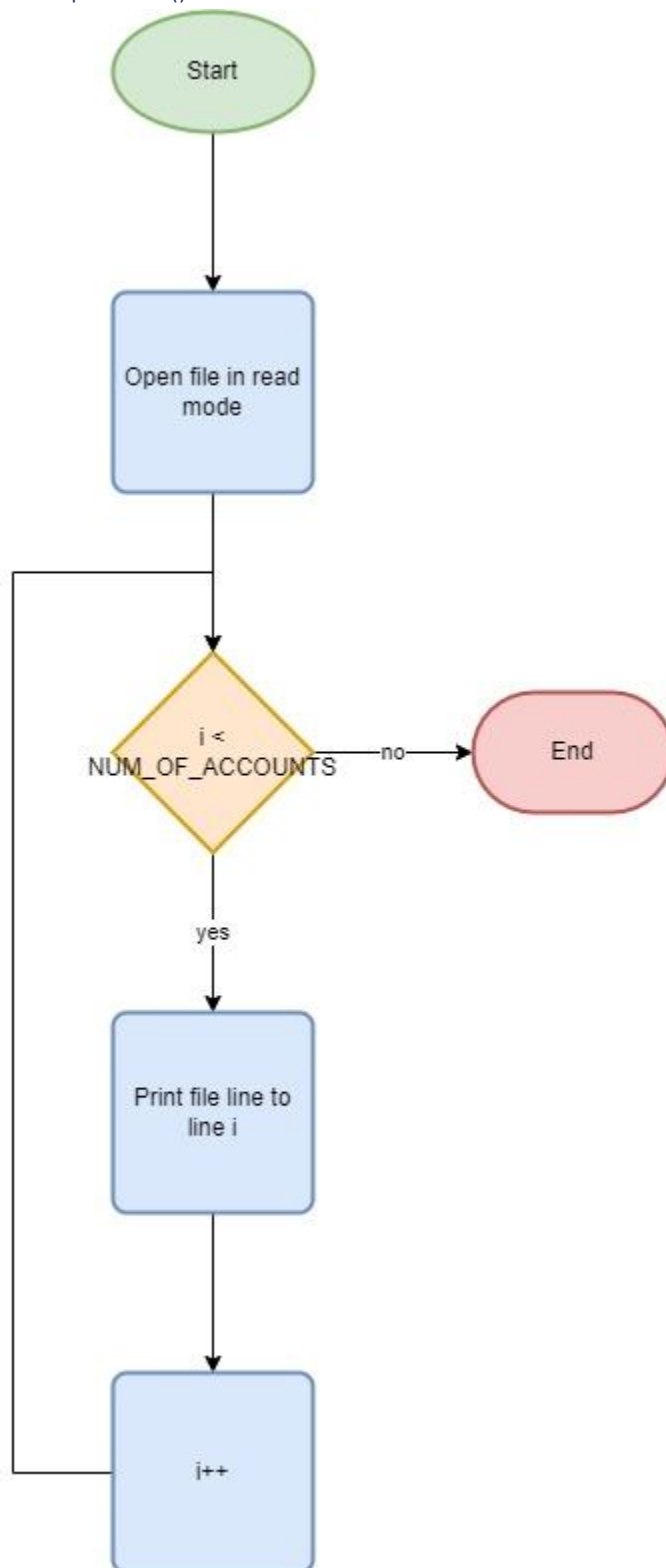 Start
Open file in read
mode
i <
NUM_OF_ACCOUNTS
no
End
yes
Print file line to
line i
i++